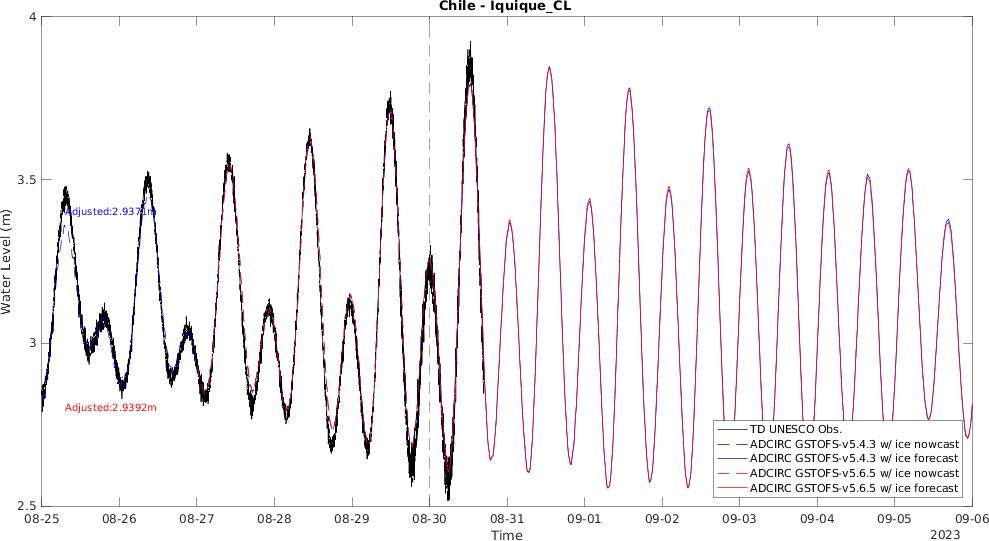 Chile - Iquique_CL
4
3.5
3
2.5
Water Level (m)
Adjusted:2.9371m
Adjusted:2.9392m
TD UNESCO Obs.
ADCIRC GSTOFS-v5.4.3 w/ ice nowcast
ADCIRC GSTOFS-v5.4.3 w/ ice forecast
ADCIRC GSTOFS-v5.6.5 w/ ice nowcast
ADCIRC GSTOFS-v5.6.5 w/ ice forecast
08-25 08-26 08-27 08-28 08-29 08-30 08-31 09-01 09-02 09-03 09-04 09-05 09-06
Time
2023